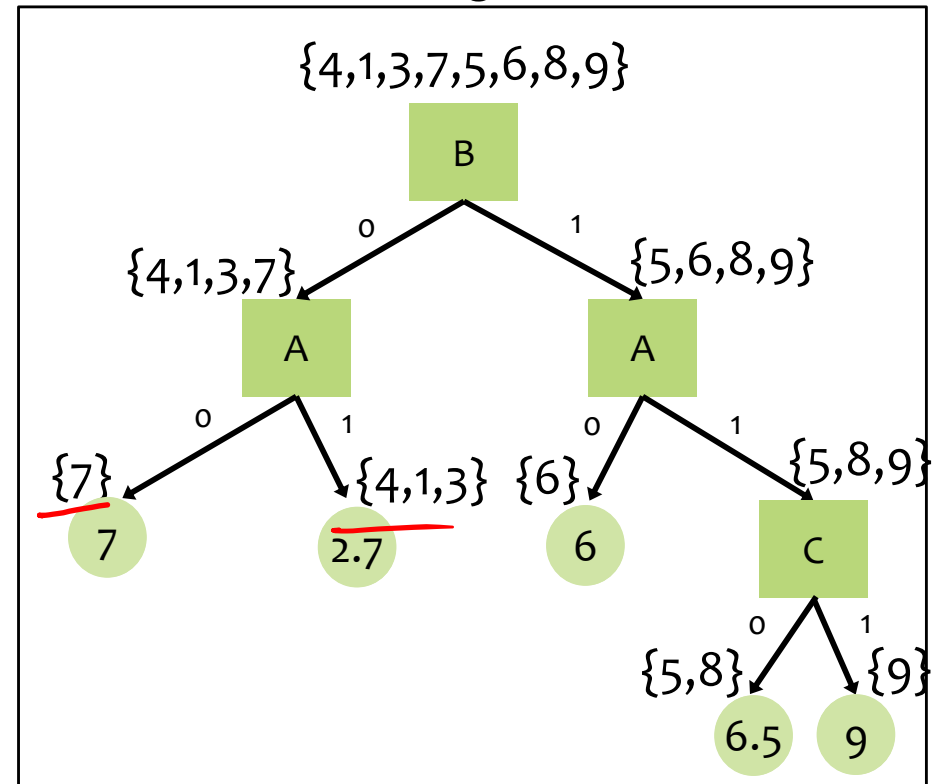 {4,1,3,7,5,6,8,9}
B
0 1
{4,1,3,7} {5,6,8,9}
A A
0 1 0 1
{7} {4,1,3} {6} {5,8,9}
7 2.7 6 C
0 1
{5,8} {9}
6.5 9